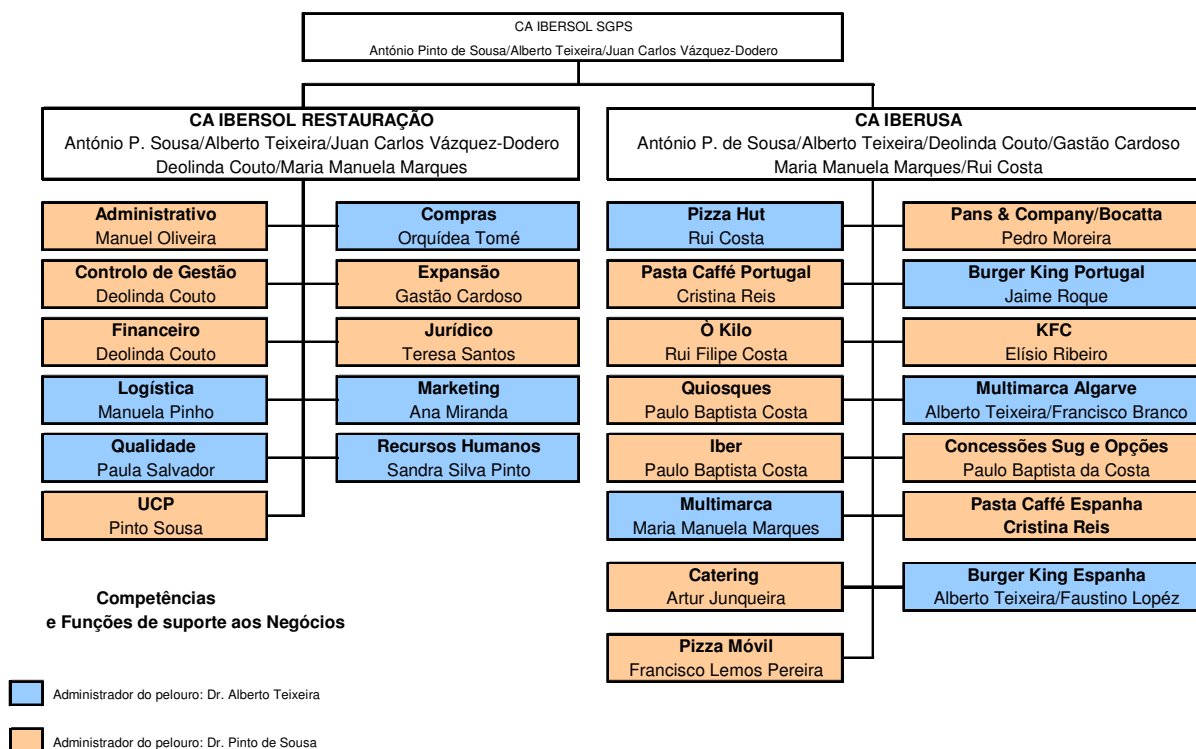 CA IBERSOL SGPS
António Pinto de Sousa/Alberto Teixeira/Juan Carlos Vázquez-Dodero
CA IBERSOL RESTAURAÇÃO
António P. Sousa/Alberto Teixeira/Juan Carlos Vázquez-Dodero
Deolinda Couto/Maria Manuela Marques
CA IBERUSA
António P. de Sousa/Alberto Teixeira/Deolinda Couto/Gastão Cardoso
Maria Manuela Marques/Rui Costa
Administrativo
Manuel Oliveira
Compras
Orquídea Tomé
Controlo de Gestão
Deolinda Couto
Expansão
Gastão Cardoso
Financeiro
Deolinda Couto
Jurídico
Teresa Santos
Logística
Manuela Pinho
Marketing
Ana Miranda
Qualidade
Paula Salvador
Recursos Humanos
Sandra Silva Pinto
UCP
Pinto Sousa
Pizza Hut
Rui Costa
Pans & Company/Bocatta
Pedro Moreira
Pasta Caffé Portugal
Cristina Reis
Burger King Portugal
Jaime Roque
Ò Kilo
Rui Filipe Costa
KFC
Elísio Ribeiro
Quiosques
Paulo Baptista Costa
Multimarca Algarve
Alberto Teixeira/Francisco Branco
Iber
Paulo Baptista Costa
Concessões Sug e Opções
Paulo Baptista da Costa
Multimarca
Maria Manuela Marques
Pasta Caffé Espanha
Cristina Reis
Catering
Artur Junqueira
Burger King Espanha
Alberto Teixeira/Faustino Lopéz
Pizza Móvil
Francisco Lemos Pereira
Competências
e Funções de suporte aos Negócios
Administrador do pelouro: Dr. Alberto Teixeira
Administrador do pelouro: Dr. Pinto de Sousa